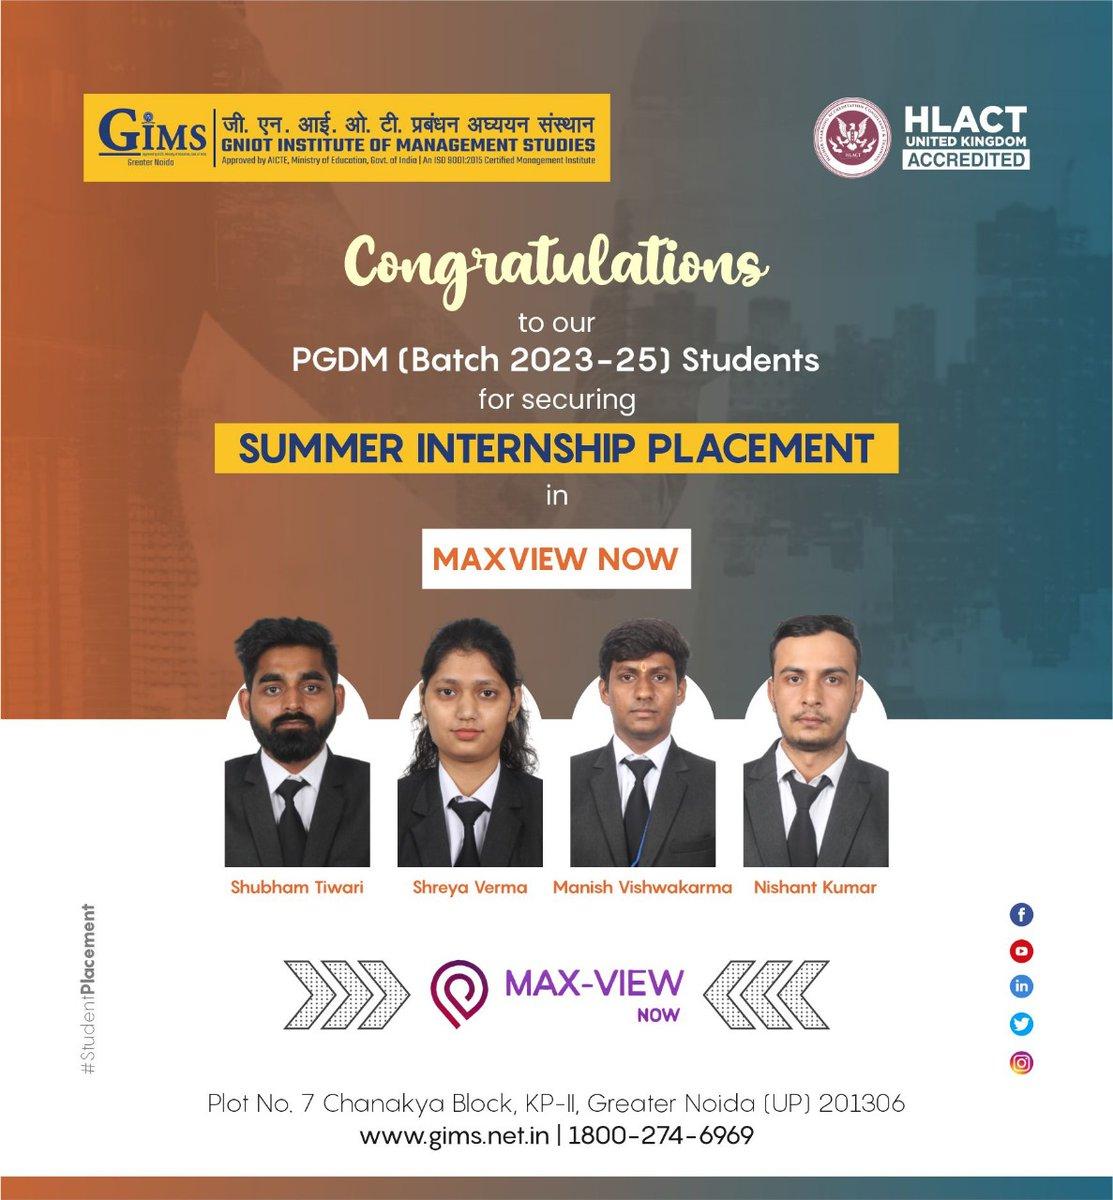 GIMS
Greater Noida
जी. एन. आई. ओ. टी. प्रबंधन अध्ययन संस्थान
GNIOT INSTITUTE OF MANAGEMENT STUDIES
Approved by AICTE, Ministry of Education, Govt. of India | An ISO 9001:2015 Certified Management Institute
HLACT
UNITED KINGDOM
ACCREDITED
HLACT
Congratulations
to our
PGDM (Batch 2023-25) Students
for securing
SUMMER INTERNSHIP PLACEMENT
in
MAXVIEW NOW
Shubham Tiwari
Shreya Verma
Manish Vishwakarma
Nishant Kumar
#StudentPlacement
MAX-VIEW
NOW
Plot No. 7 Chanakya Block, KP-II, Greater Noida (UP) 201306
www.gims.net.in | 1800-274-6969